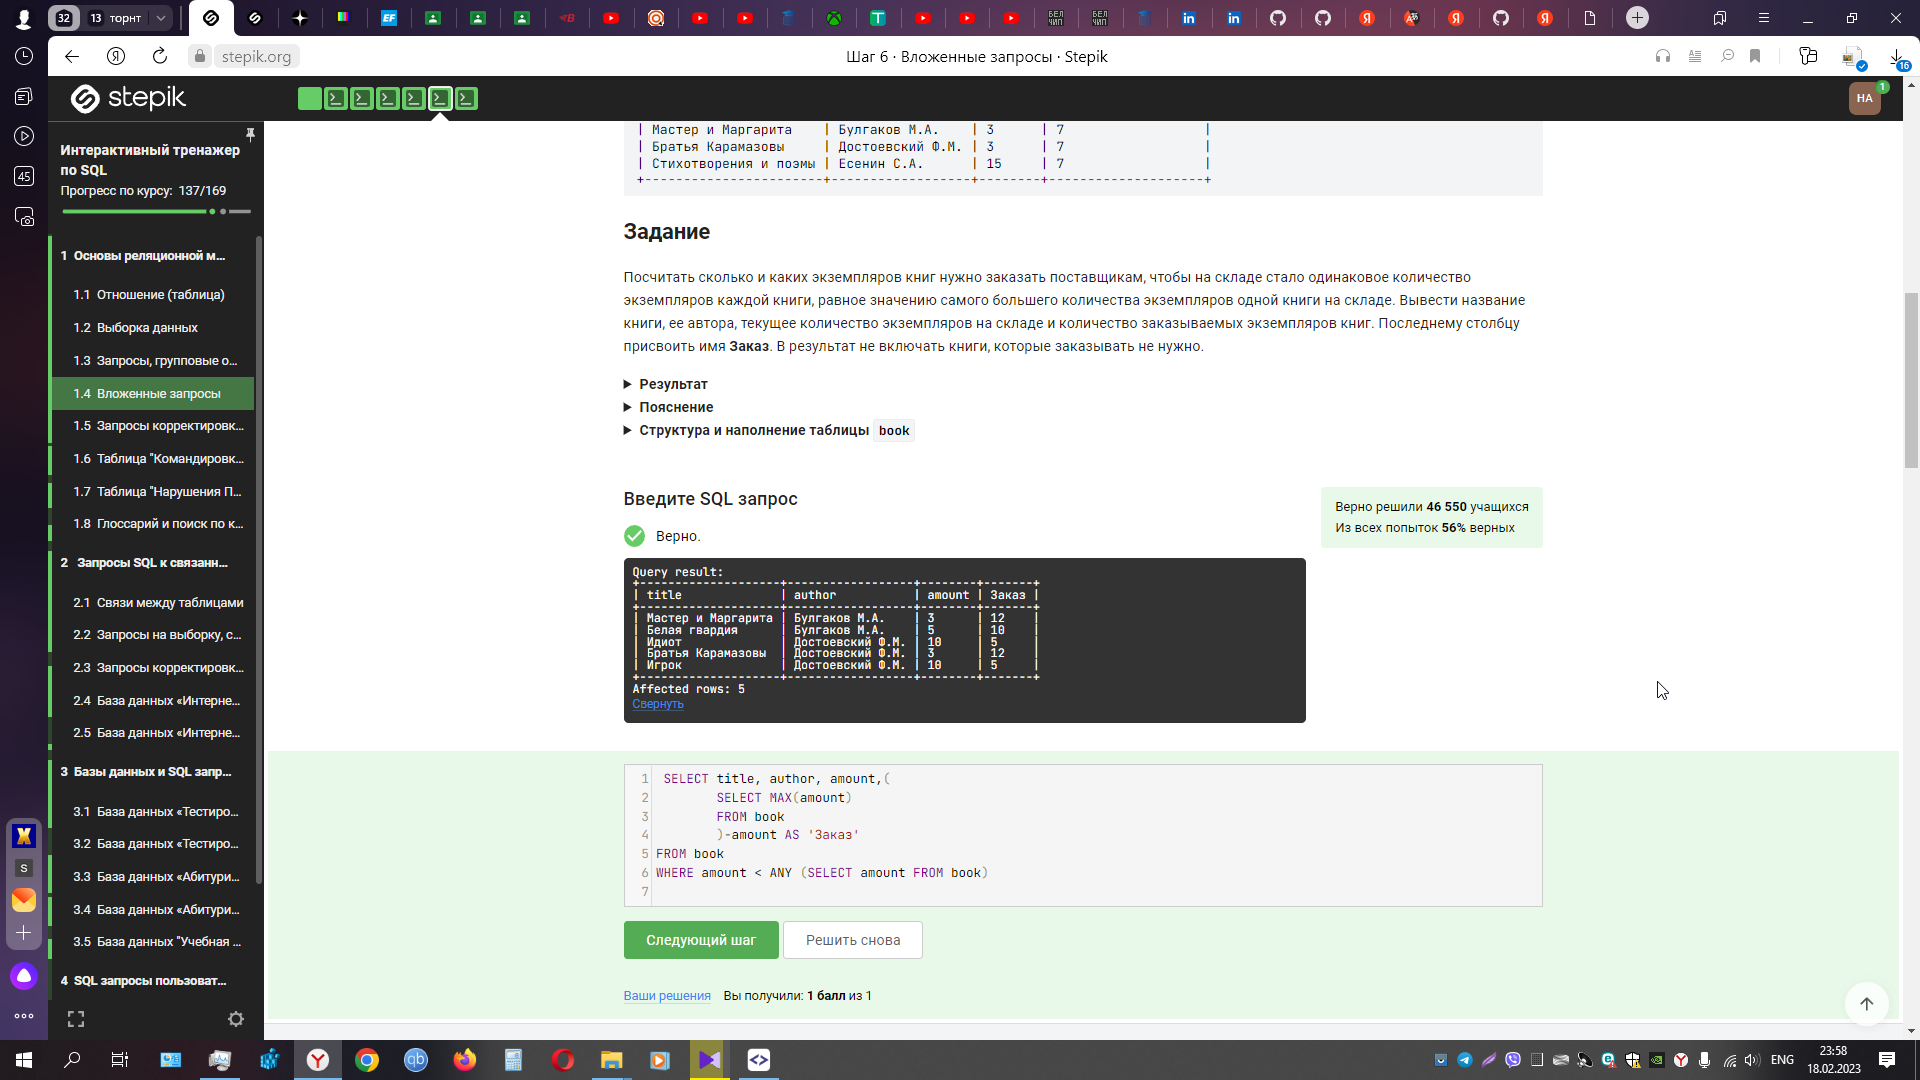 32
13 торнт
stepik.org
Шаг 6 · Вложенные запросы · Stepik
16
stepik
НА
1
45
Интерактивный тренажер
по SQL
Прогресс по курсу: 137/169
1 Основы реляционной м...
1.1 Отношение (таблица)
1.2 Выборка данных
1.3 Запросы, групповые о...
1.4 Вложенные запросы
1.5 Запросы корректировк...
1.6 Таблица "Командировк...
1.7 Таблица "Нарушения П...
1.8 Глоссарий и поиск по к...
2 Запросы SQL к связанн...
2.1 Связи между таблицами
2.2 Запросы на выборку, с...
2.3 Запросы корректировк...
2.4 База данных «Интерне...
2.5 База данных «Интерне...
3 Базы данных и SQL запр...
3.1 База данных «Тестиро...
3.2 База данных «Тестиро...
3.3 База данных «Абитури...
3.4 База данных «Абитури...
3.5 База данных "Учебная ...
4 SQL запросы пользоват...
| Мастер и Маргарита | Булгаков М.А. | 3 | 7 |
| Братья Карамазовы | Достоевский Ф.М. | 3 | 7 |
| Стихотворения и поэмы | Есенин С.А. | 15 | 7 |
Задание
Посчитать сколько и каких экземпляров книг нужно заказать поставщикам, чтобы на складе стало одинаковое количество
экземпляров каждой книги, равное значению самого большего количества экземпляров одной книги на складе. Вывести название
книги, ее автора, текущее количество экземпляров на складе и количество заказываемых экземпляров книг. Последнему столбцу
присвоить имя Заказ. В результат не включать книги, которые заказывать не нужно.
Результат
Пояснение
Структура и наполнение таблицы book
Введите SQL запрос
Верно.
Верно решили 46 550 учащихся
Из всех попыток 56% верных
Query result:
| title | author | amount | Заказ |
| Мастер и Маргарита | Булгаков М.А. | 3 | 12 |
| Белая гвардия | Булгаков М.А. | 5 | 10 |
| Идиот | Достоевский Ф.М. | 10 | 5 |
| Братья Карамазовы | Достоевский Ф.М. | 3 | 12 |
| Игрок | Достоевский Ф.М. | 10 | 5 |
Affected rows: 5
Свернуть
1 SELECT title, author, amount,(
2 SELECT MAX(amount)
3 FROM book
4 )-amount AS 'Заказ'
5 FROM book
6 WHERE amount < ANY (SELECT amount FROM book)
7
Следующий шаг
Решить снова
Ваши решения Вы получили: 1 балл из 1
S
ENG
23:58
18.02.2023